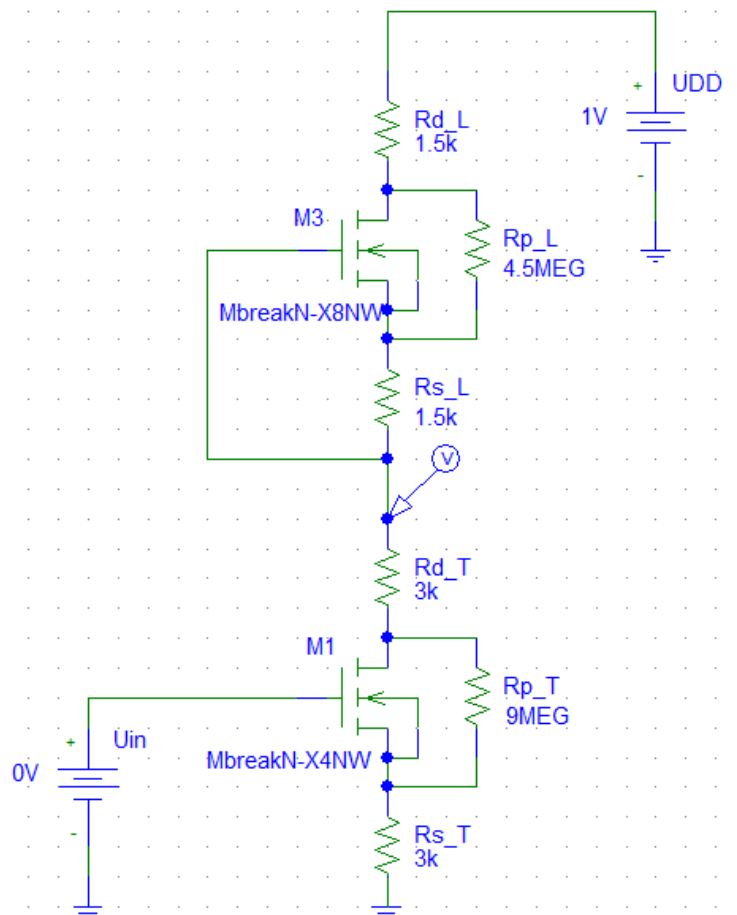 + UDD
1V
-
Rd_L
1.5k
M3
Rp_L
4.5MEG
MbreakN-X8NW
Rs_L
1.5k
V
Rd_T
3k
M1
Rp_T
9MEG
+ Uin
MbreakN-X4NW
0V
-
Rs_T
3k